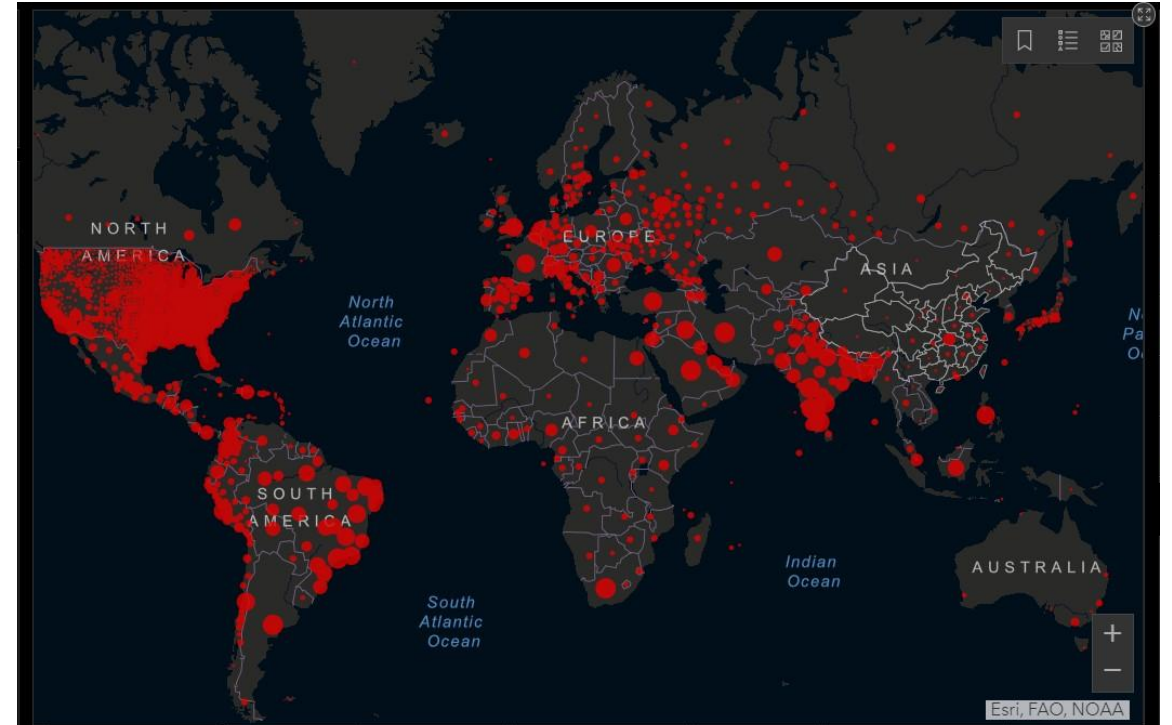 NORTH
AMERICA
EUROPE
ASIA
North
Atlantic
Ocean
AFRICA
SOUTH
AMERICA
Indian
Ocean
AUSTRALIA
South
Atlantic
Ocean
+
−
Esri, FAO, NOAA